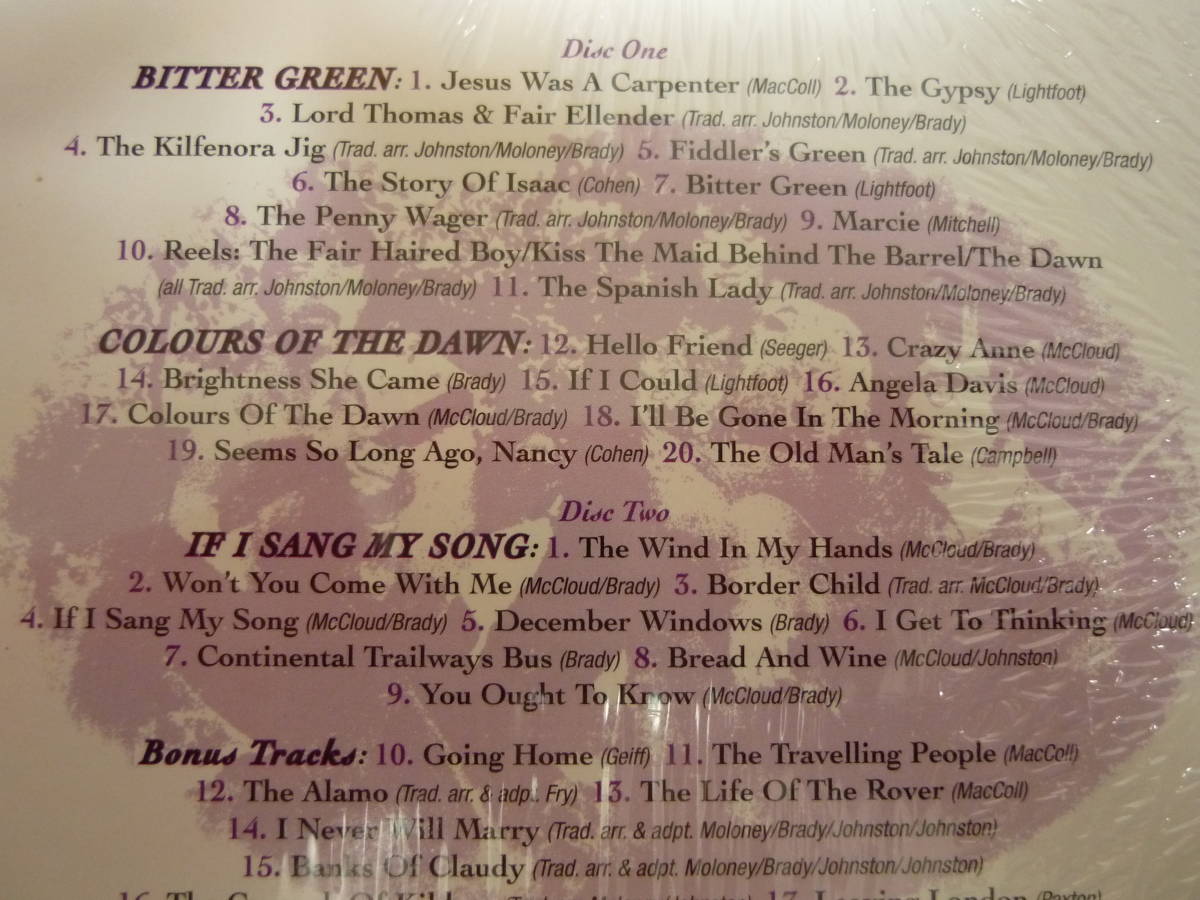 Disc One
BITTER GREEN: 1. Jesus Was A Carpenter (MacColl) 2. The Gypsy (Lightfoot)
3. Lord Thomas & Fair Ellender (Trad. arr. Johnston/Moloney/Brady)
4. The Kilfenora Jig (Trad. arr. Johnston/Moloney/Brady) 5. Fiddler's Green (Trad. arr. Johnston/Moloney/Brady)
6. The Story Of Isaac (Cohen) 7. Bitter Green (Lightfoot)
8. The Penny Wager (Trad. arr. Johnston/Moloney/Brady) 9. Marcie (Mitchell)
10. Reels: The Fair Haired Boy/Kiss The Maid Behind The Barrel/The Dawn
(all Trad. arr. Johnston/Moloney/Brady) 11. The Spanish Lady (Trad. arr. Johnston/Moloney/Brady)
COLOURS OF THE DAWN: 12. Hello Friend (Seeger) 13. Crazy Anne (McCloud)
14. Brightness She Came (Brady) 15. If I Could (Lightfoot) 16. Angela Davis (McCloud)
17. Colours Of The Dawn (McCloud/Brady) 18. I'll Be Gone In The Morning (McCloud/Brady)
19. Seems So Long Ago, Nancy (Cohen) 20. The Old Man's Tale (Campbell)
Disc Two
IF I SANG MY SONG: 1. The Wind In My Hands (McCloud/Brady)
2. Won't You Come With Me (McCloud/Brady) 3. Border Child (Trad. arr. McCloud/Brady)
4. If I Sang My Song (McCloud/Brady) 5. December Windows (Brady) 6. I Get To Thinking (McCloud)
7. Continental Trailways Bus (Brady) 8. Bread And Wine (McCloud/Johnston)
9. You Ought To Know (McCloud/Brady)
Bonus Tracks: 10. Going Home (Geiff) 11. The Travelling People (MacColl)
12. The Alamo (Trad. arr. & adpt. Fry) 13. The Life Of The Rover (MacColl)
14. I Never Will Marry (Trad. arr. & adpt. Moloney/Brady/Johnston/Johnston)
15. Banks Of Claudy (Trad. arr. & adpt. Moloney/Brady/Johnston/Johnston)
16. The Of 17. Leaving London (Paxton)